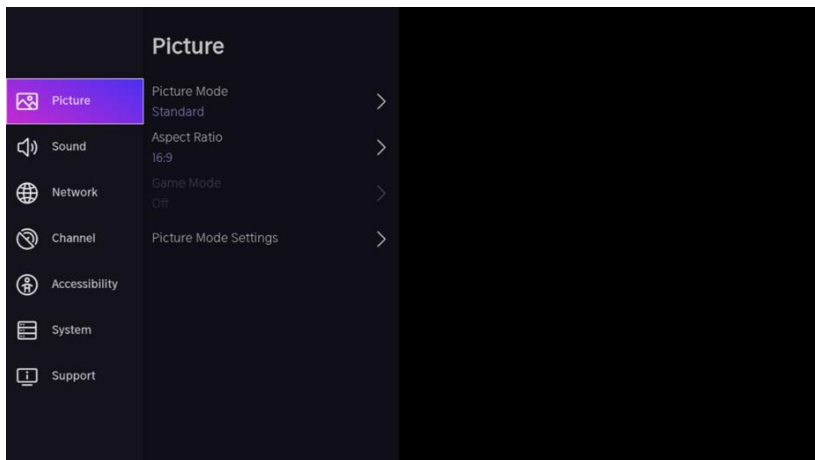 Picture
Picture
Sound
Network
Channel
Accessibility
System
Support
Picture Mode
Standard
Aspect Ratio
16:9
Game Mode
Off
Picture Mode Settings